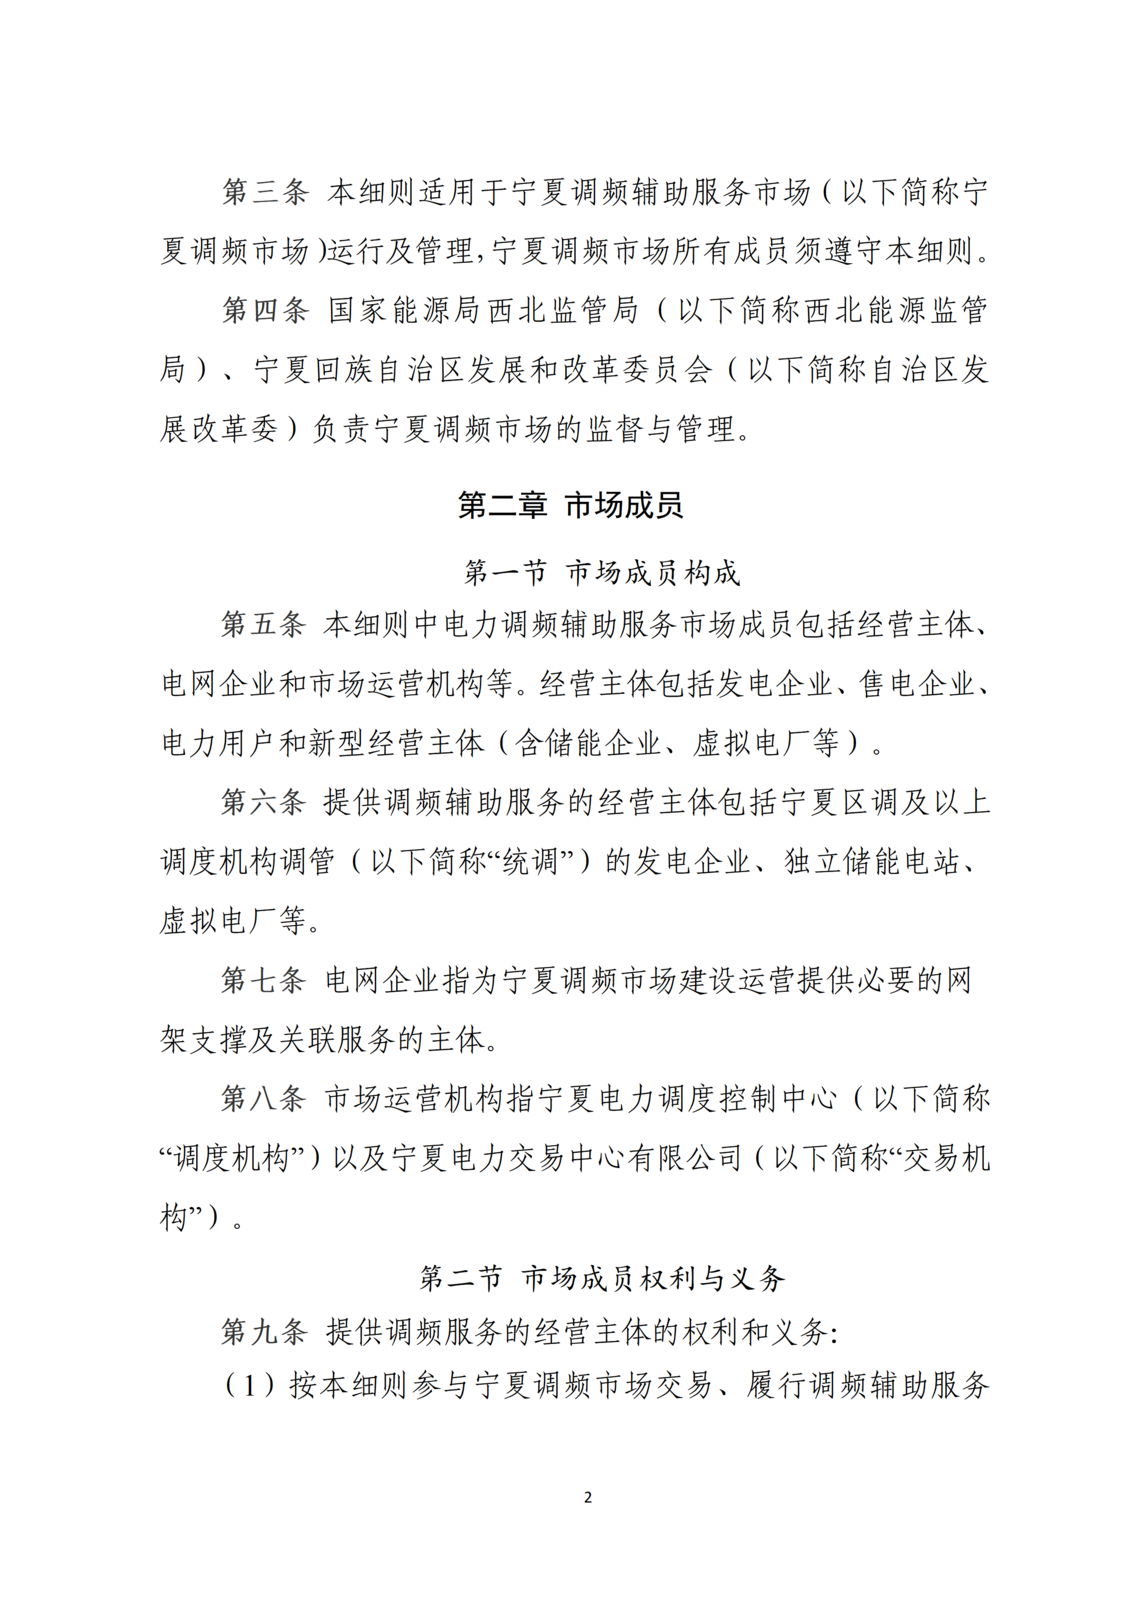 第三条 本细则适用于宁夏调频辅助服务市场（以下简称宁
夏调频市场)运行及管理,宁夏调频市场所有成员须遵守本细则。
第四条 国家能源局西北监管局（以下简称西北能源监管
局）、宁夏回族自治区发展和改革委员会（以下简称自治区发
展改革委）负责宁夏调频市场的监督与管理。
第二章 市场成员
第一节 市场成员构成
第五条 本细则中电力调频辅助服务市场成员包括经营主体、
电网企业和市场运营机构等。经营主体包括发电企业、售电企业、
电力用户和新型经营主体（含储能企业、虚拟电厂等）。
第六条 提供调频辅助服务的经营主体包括宁夏区调及以上
调度机构调管（以下简称“统调”）的发电企业、独立储能电站、
虚拟电厂等。
第七条 电网企业指为宁夏调频市场建设运营提供必要的网
架支撑及关联服务的主体。
第八条 市场运营机构指宁夏电力调度控制中心（以下简称
“调度机构”）以及宁夏电力交易中心有限公司（以下简称“交易机
构”）。
第二节 市场成员权利与义务
第九条 提供调频服务的经营主体的权利和义务:
（1）按本细则参与宁夏调频市场交易、履行调频辅助服务
2